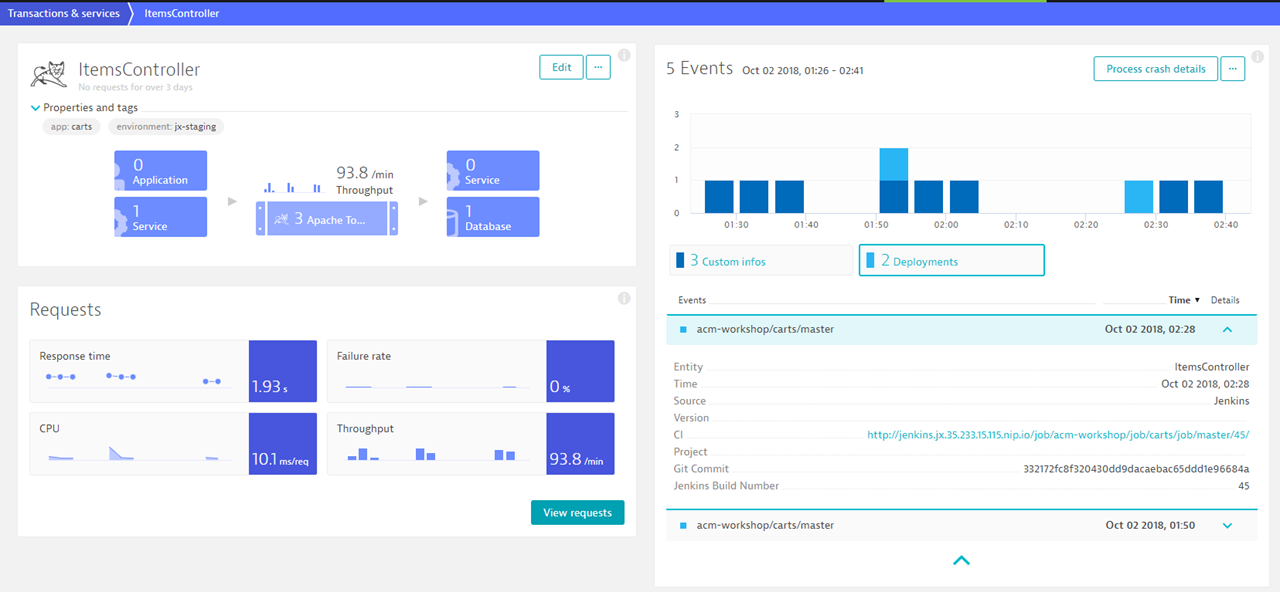 Transactions & services
ItemsController
ItemsController
No requests for over 3 days
Edit
...
Properties and tags
app: carts
environment: jx-staging
0
Application
1
Service
93.8 /min
Throughput
3 Apache To...
0
Service
1
Database
Requests
Response time
1.93 s
Failure rate
0 %
CPU
10.1 ms/req
Throughput
93.8 /min
View requests
5 Events Oct 02 2018, 01:26 - 02:41
Process crash details
...
3
2
1
0
01:30 01:40 01:50 02:00 02:10 02:20 02:30 02:40
3 Custom infos
2 Deployments
Events Time ▼ Details
acm-workshop/carts/master Oct 02 2018, 02:28
Entity ItemsController
Time Oct 02 2018, 02:28
Source Jenkins
Version
CI http://jenkins.jx.35.233.15.115.nip.io/job/acm-workshop/job/carts/job/master/45/
Project
Git Commit 332172fc8f320430dd9dacaebac65ddd1e96684a
Jenkins Build Number 45
acm-workshop/carts/master Oct 02 2018, 01:50